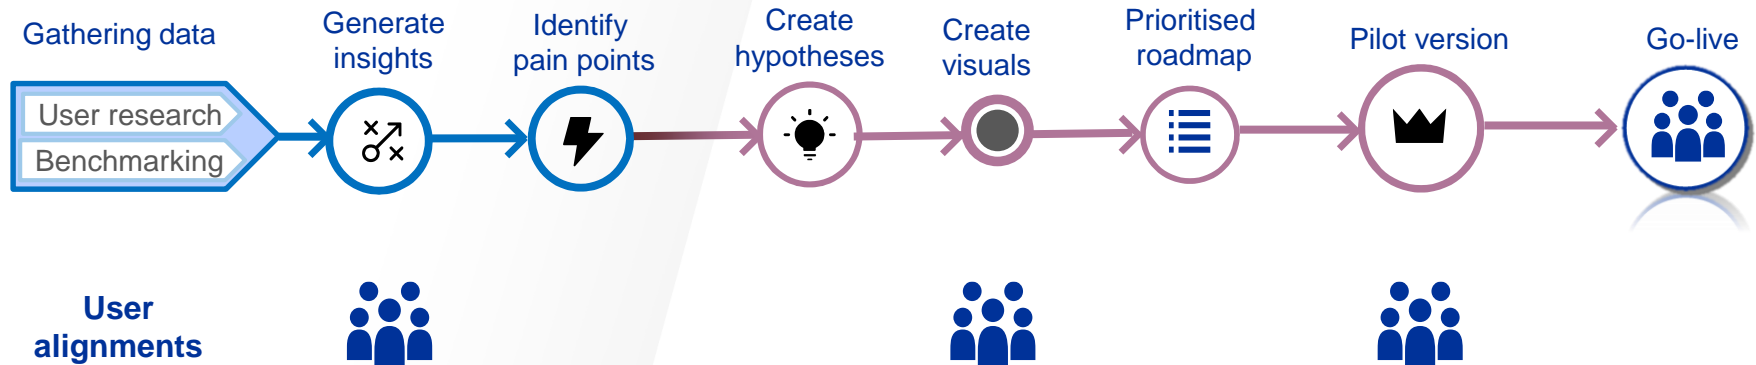 Gathering data
User research
Benchmarking
Generate
insights
Identify
pain points
Create
hypotheses
Create
visuals
Prioritised
roadmap
Pilot version
Go-live
User
alignments